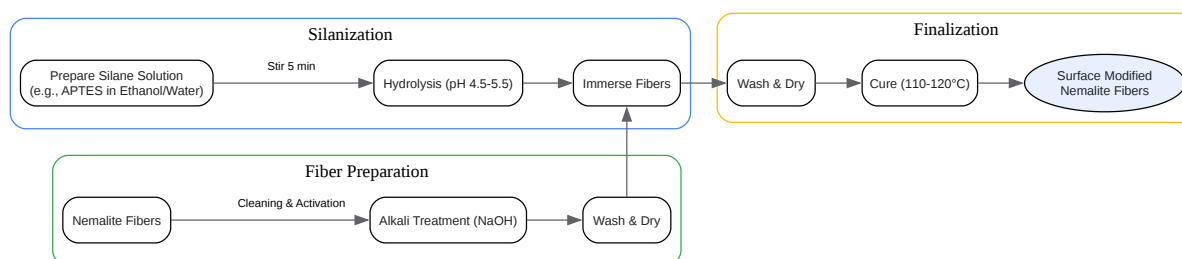 Silanization
Prepare Silane Solution
(e.g., APTES in Ethanol/Water)
Stir 5 min
Hydrolysis (pH 4.5-5.5)
Immerse Fibers
Finalization
Wash & Dry
Cure (110-120°C)
Surface Modified
Nemalite Fibers
Fiber Preparation
Nemalite Fibers
Cleaning & Activation
Alkali Treatment (NaOH)
Wash & Dry